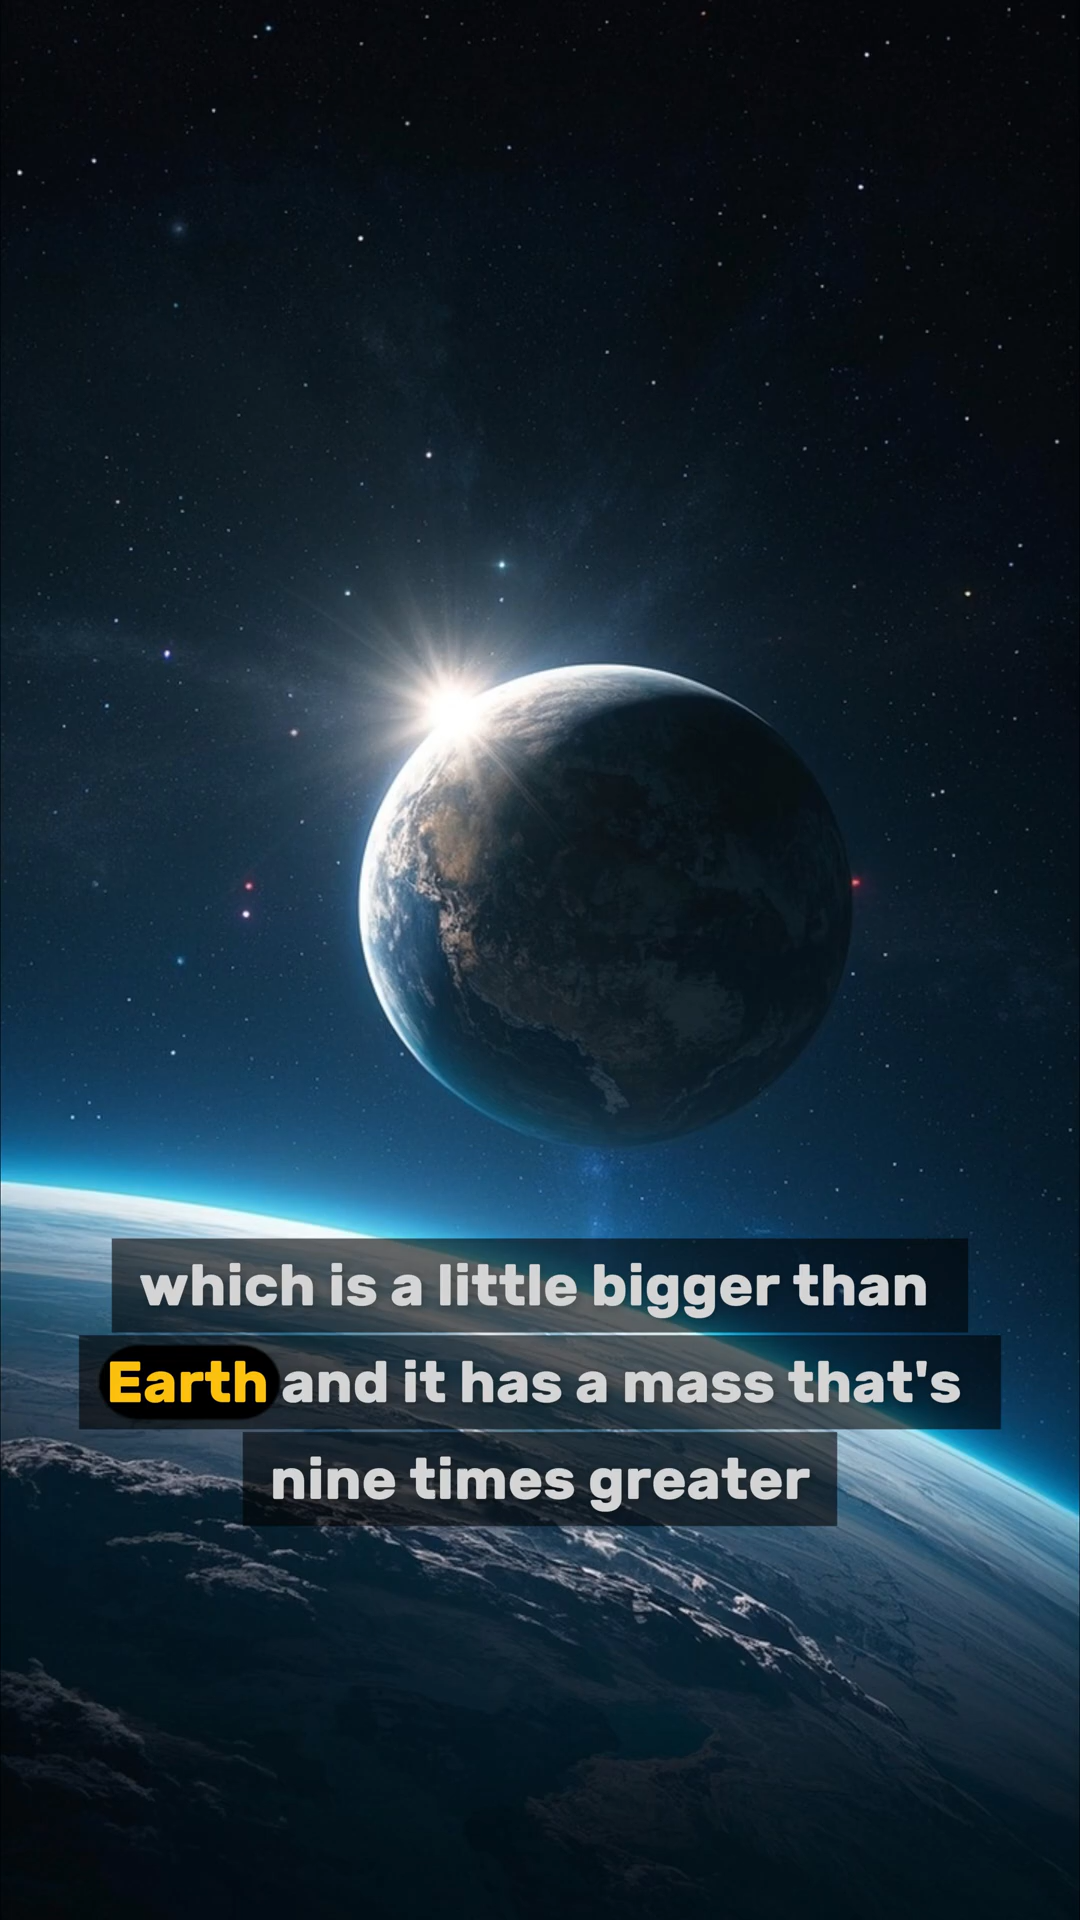 which is a little bigger than
Earth and it has a mass that's
nine times greater